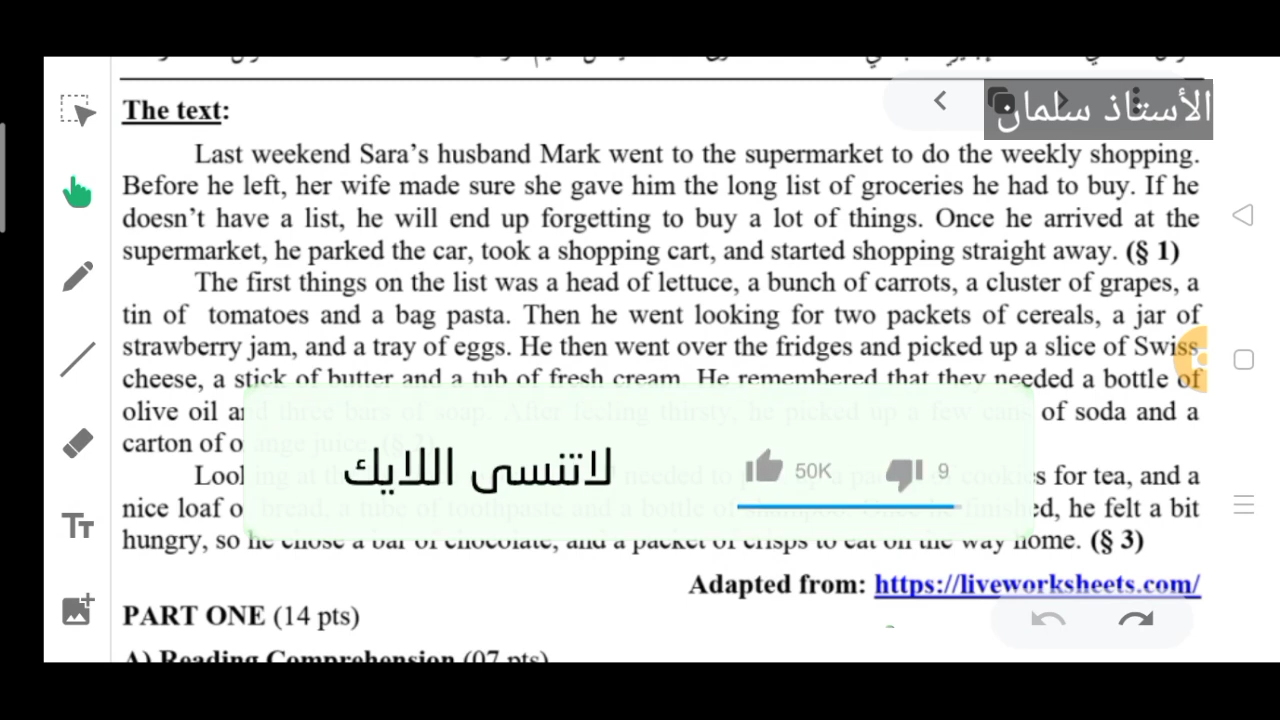 الأستاذ سلمان
The text:
Last weekend Sara's husband Mark went to the supermarket to do the weekly shopping.
Before he left, her wife made sure she gave him the long list of groceries he had to buy. If he
doesn't have a list, he will end up forgetting to buy a lot of things. Once he arrived at the
supermarket, he parked the car, took a shopping cart, and started shopping straight away. (§ 1)
The first things on the list was a head of lettuce, a bunch of carrots, a cluster of grapes, a
tin of tomatoes and a bag pasta. Then he went looking for two packets of cereals, a jar of
strawberry jam, and a tray of eggs. He then went over the fridges and picked up a slice of Swiss
cheese, a stick of butter and a tub of fresh cream. He remembered that they needed a bottle of
olive oil and three bars of soap. After feeling thirsty, he picked up a few cans of soda and a
carton of orange juice. (§ 2)
Looking at the needed to a cookies for tea, and a
nice loaf of bread, a tube of toothpaste and a bottle of shampoo. Once he finished, he felt a bit
hungry, so he chose a bar of chocolate, and a packet of crisps to eat on the way home. (§ 3)
لاتنسى اللايك
50K 9
Adapted from: https://liveworksheets.com/
PART ONE (14 pts)
A) Reading Comprehension (07 pts)
TT